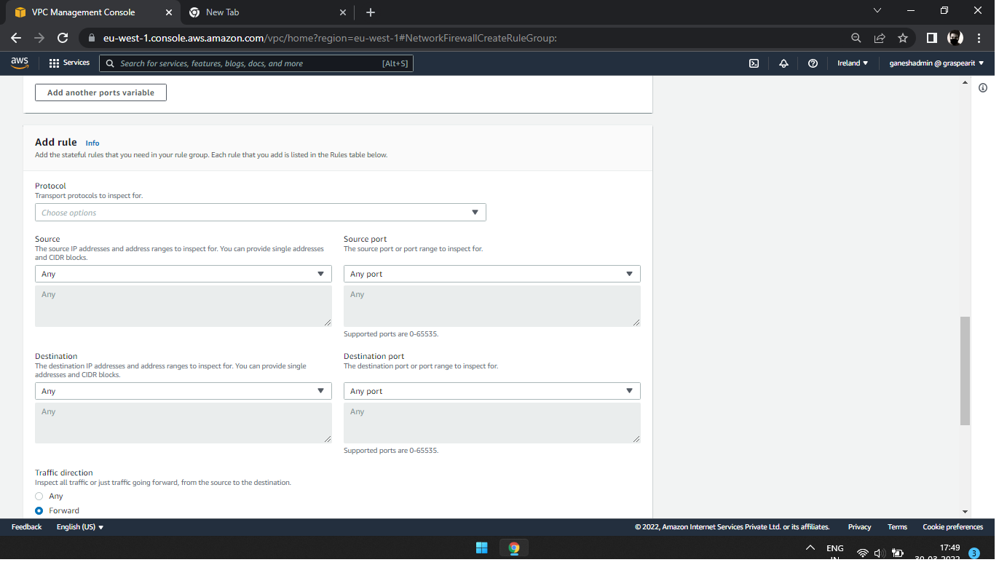 VPC Management Console
New Tab
eu-west-1.console.aws.amazon.com/vpc/home?region=eu-west-1#NetworkFirewallCreateRuleGroup:
aws
Services
Search for services, features, blogs, docs, and more
[Alt+S]
Ireland
ganeshadmin @ graspearit
Add another ports variable
Add rule Info
Add the stateful rules that you need in your rule group. Each rule that you add is listed in the Rules table below.
Protocol
Transport protocols to inspect for.
Choose options
Source
The source IP addresses and address ranges to inspect for. You can provide single addresses
and CIDR blocks.
Any
Any
Source port
The source port or port range to inspect for.
Any port
Any
Supported ports are 0-65535.
Destination
The destination IP addresses and address ranges to inspect for. You can provide single
addresses and CIDR blocks.
Any
Any
Destination port
The destination port or port range to inspect for.
Any port
Any
Supported ports are 0-65535.
Traffic direction
Inspect all traffic or just traffic going forward, from the source to the destination.
Any
Forward
Feedback
English (US)
© 2022, Amazon Internet Services Private Ltd. or its affiliates.
Privacy
Terms
Cookie preferences
ENG
IN
17:49
30-03-2022
3